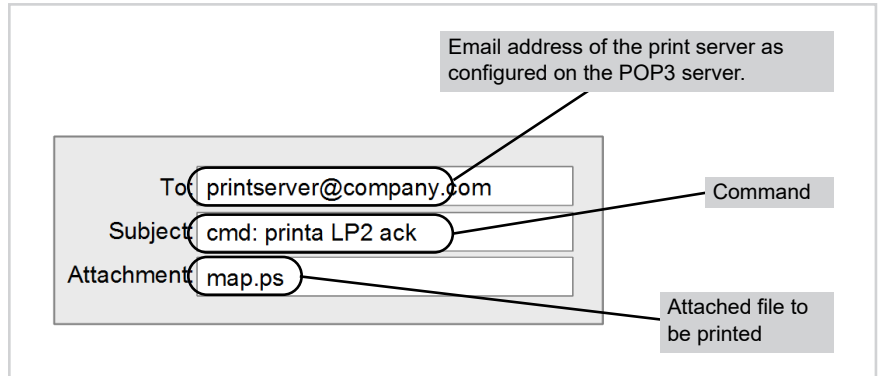 Email address of the print server as
configured on the POP3 server.
To: printserver@company.com
Command
Subject: cmd: printa LP2 ack
Attachment: map.ps
Attached file to
be printed